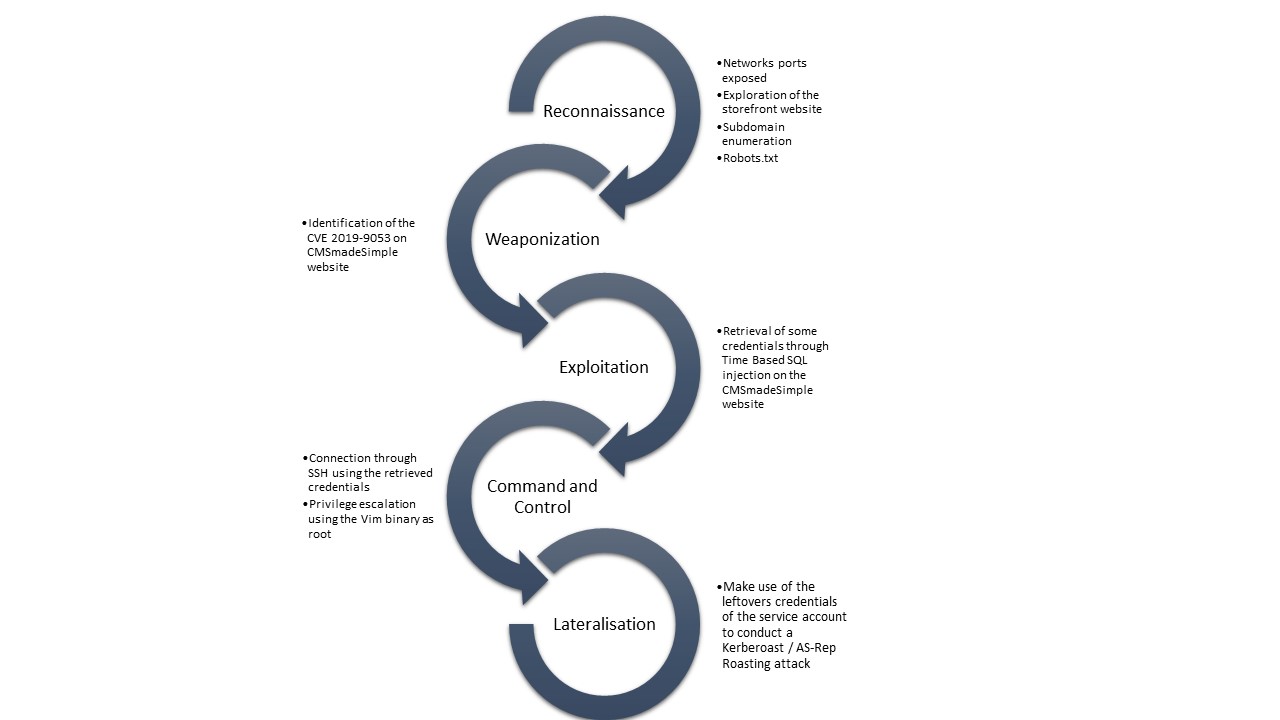 Reconnaissance
•Networks ports
exposed
•Exploration of the
storefront website
•Subdomain
enumeration
•Robots.txt
Weaponization
•Identification of the
CVE 2019-9053 on
CMSmadeSimple
website
Exploitation
•Retrieval of some
credentials through
Time Based SQL
injection on the
CMSmadeSimple
website
Command and
Control
•Connection through
SSH using the retrieved
credentials
•Privilege escalation
using the Vim binary as
root
Lateralisation
•Make use of the
leftovers credentials
of the service account
to conduct a
Kerberoast / AS-Rep
Roasting attack